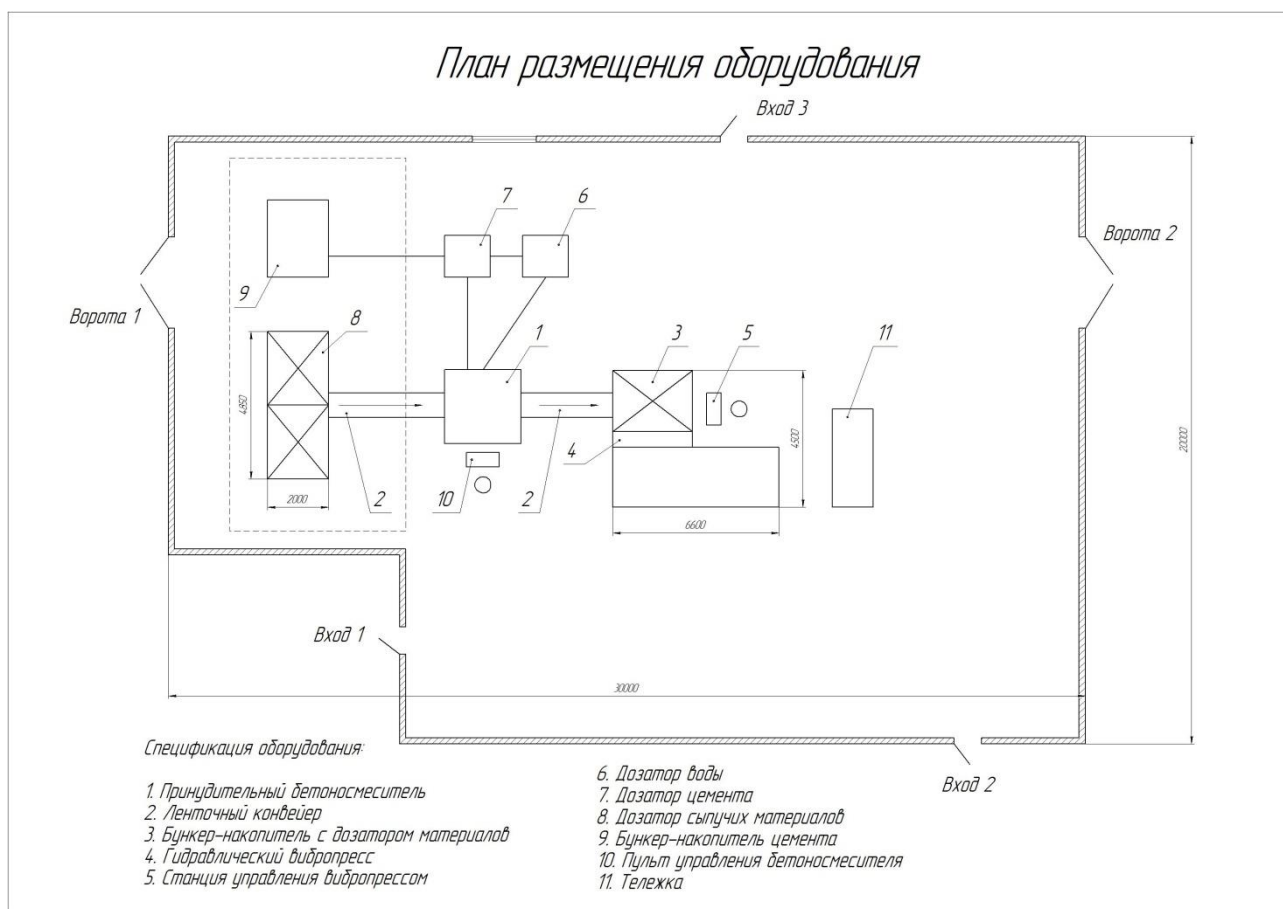 План размещения оборудования
Вход 3
7
6
Ворота 2
9
Ворота 1
8
1
3
5
11
4850
4500
20000
4
2000
2
10
2
6600
Вход 1
30000
Вход 2
Спецификация оборудования:
1. Принудительный бетоносмеситель
2. Ленточный конвейер
3. Бункер-накопитель с дозатором материалов
4. Гидравлический вибропресс
5. Станция управления вибропрессом
6. Дозатор воды
7. Дозатор цемента
8. Дозатор сыпучих материалов
9. Бункер-накопитель цемента
10. Пульт управления бетоносмесителя
11. Тележка